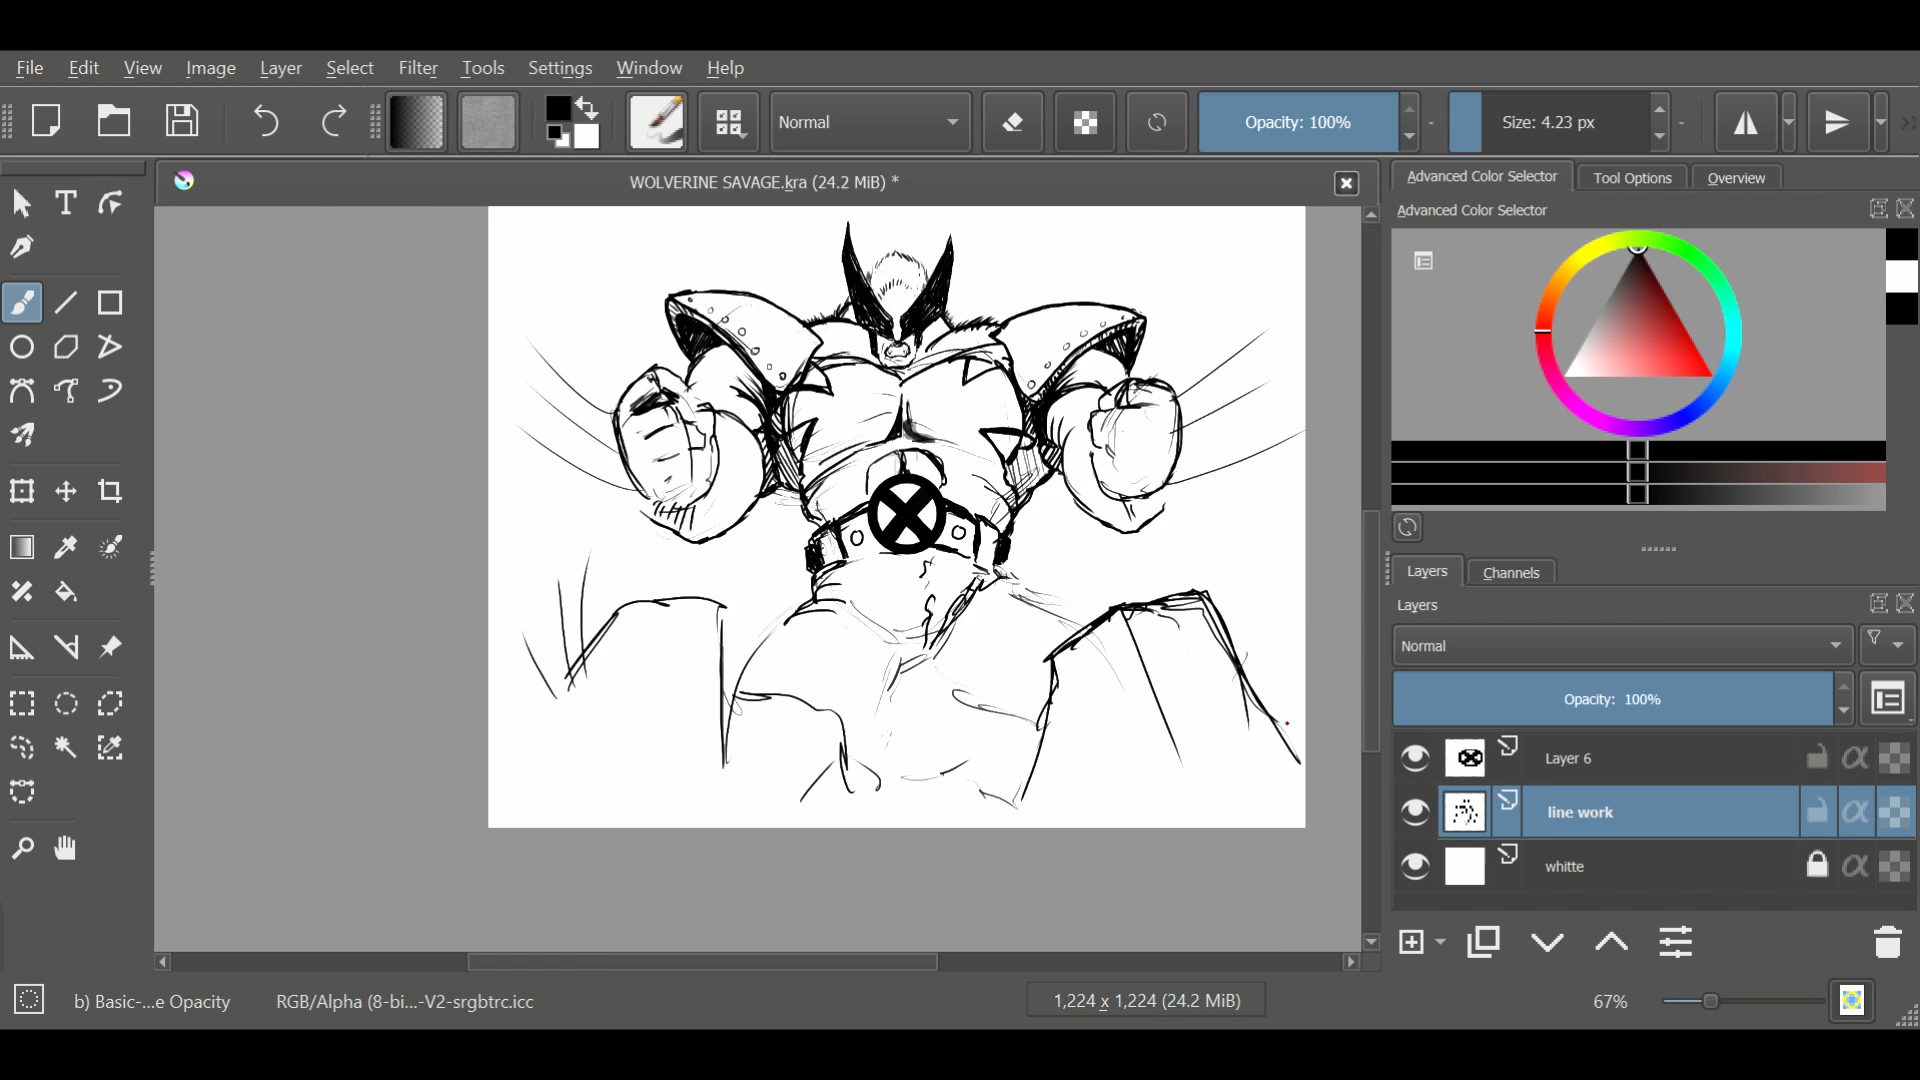 File Edit View Image Layer Select Filter Tools Settings Window Help
Normal
Opacity: 100%
Size: 4.23 px
WOLVERINE SAVAGE.kra (24.2 MiB) *
Advanced Color Selector Tool Options Overview
Advanced Color Selector
Layers Channels
Layers
Normal
Opacity: 100%
Layer 6
line work
whitte
b) Basic-...e Opacity
RGB/Alpha (8-bi...-V2-srgbtrc.icc
1,224 x 1,224 (24.2 MiB)
67%